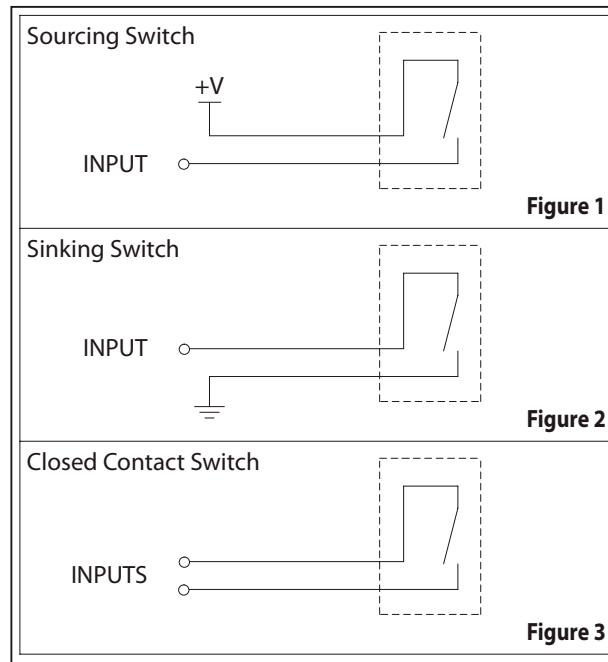 Sourcing Switch
+V
INPUT
Figure 1
Sinking Switch
INPUT
Figure 2
Closed Contact Switch
INPUTS
Figure 3